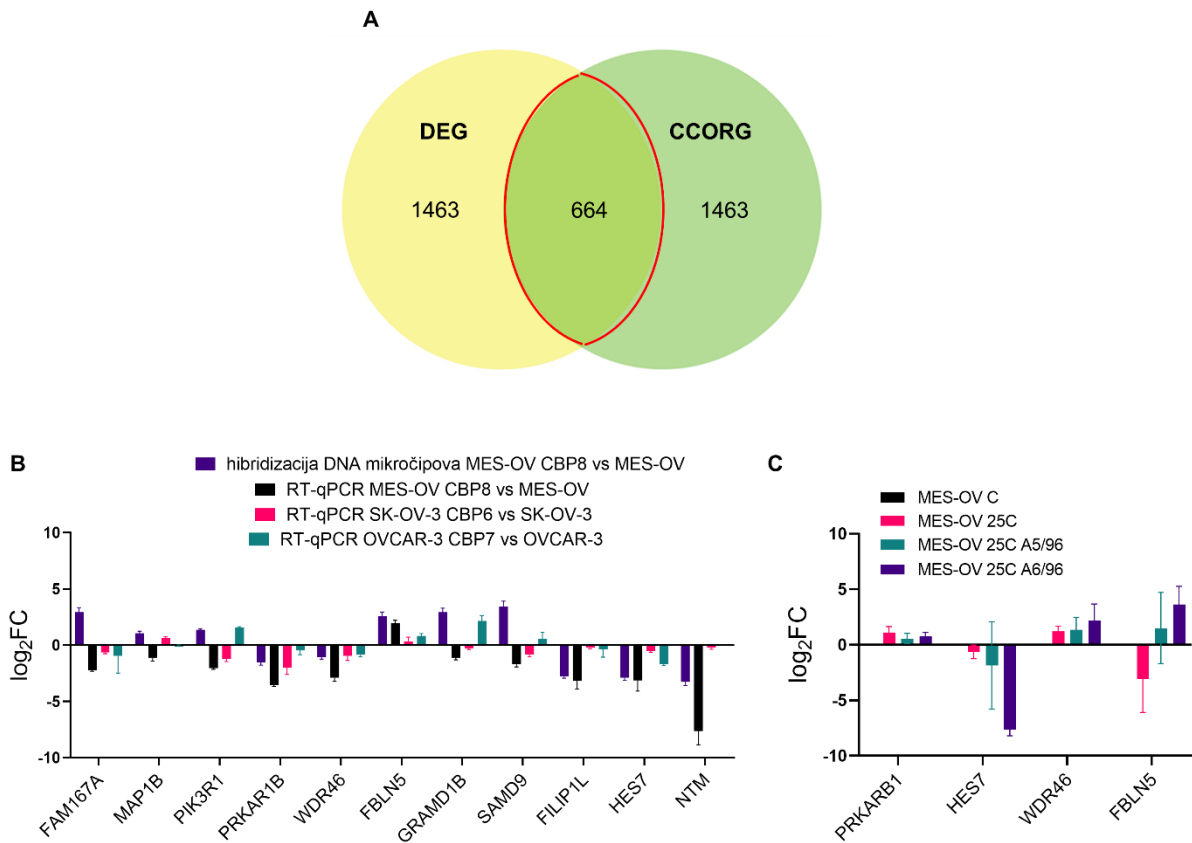 A
DEG
CCORG
1463
664
1463
B
hibridizacija DNA mikročipova MES-OV CBP8 vs MES-OV
RT-qPCR MES-OV CBP8 vs MES-OV
RT-qPCR SK-OV-3 CBP6 vs SK-OV-3
RT-qPCR OVCAR-3 CBP7 vs OVCAR-3
10
5
0
-5
-10
log₂FC
FAM167A
MAP1B
PIK3R1
PRKAR1B
WDR46
FBLN5
GRAMD1B
SAMD9
FILIP1L
HES7
NTM
C
MES-OV C
MES-OV 25C
MES-OV 25C A5/96
MES-OV 25C A6/96
10
5
0
-5
-10
log₂FC
PRKARB1
HES7
WDR46
FBLN5